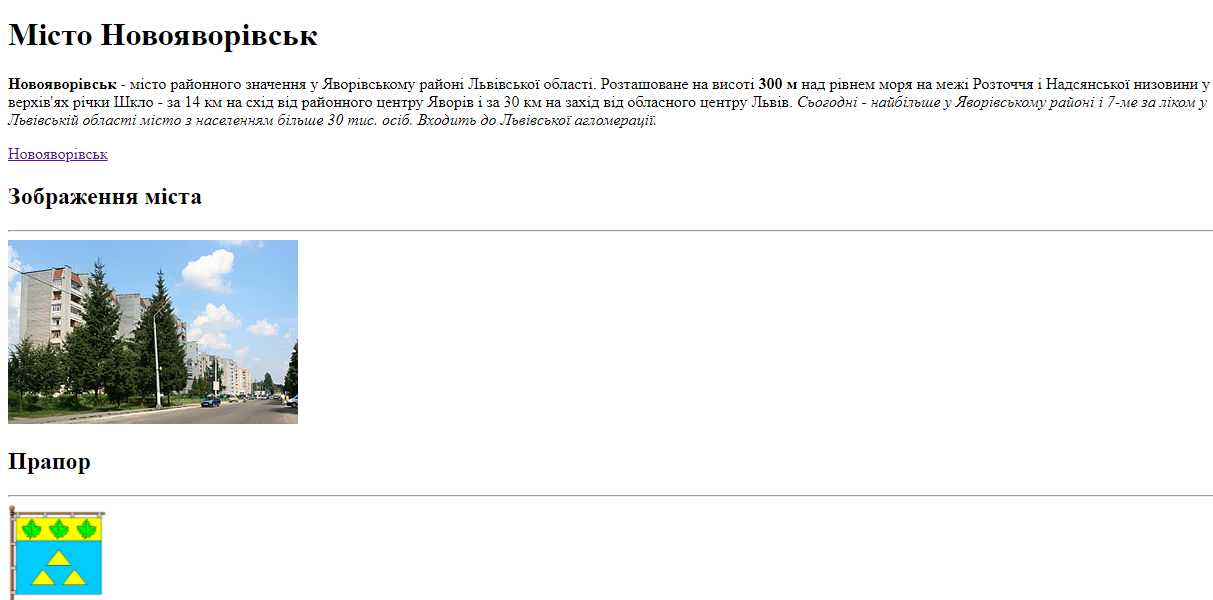 Місто Новояворівськ
Новояворівськ - місто районного значення у Яворівському районі Львівської області. Розташоване на висоті 300 м над рівнем моря на межі Розточчя і Надсянської низовини у
верхів'ях річки Шкло - за 14 км на схід від районного центру Яворів і за 30 км на захід від обласного центру Львів. Сьогодні - найбільше у Яворівському районі і 7-ме за ліком у
Львівській області місто з населенням більше 30 тис. осіб. Входить до Львівської агломерації.
Новояворівськ
Зображення міста
Прапор